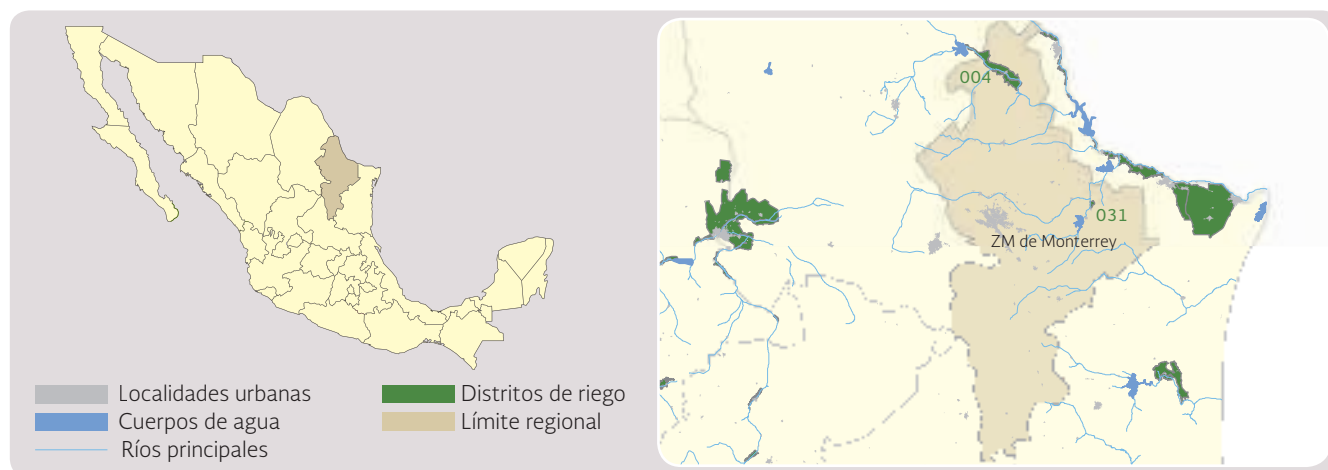 Localidades urbanas
Cuerpos de agua
Ríos principales
Distritos de riego
Límite regional
004
031
ZM de Monterrey